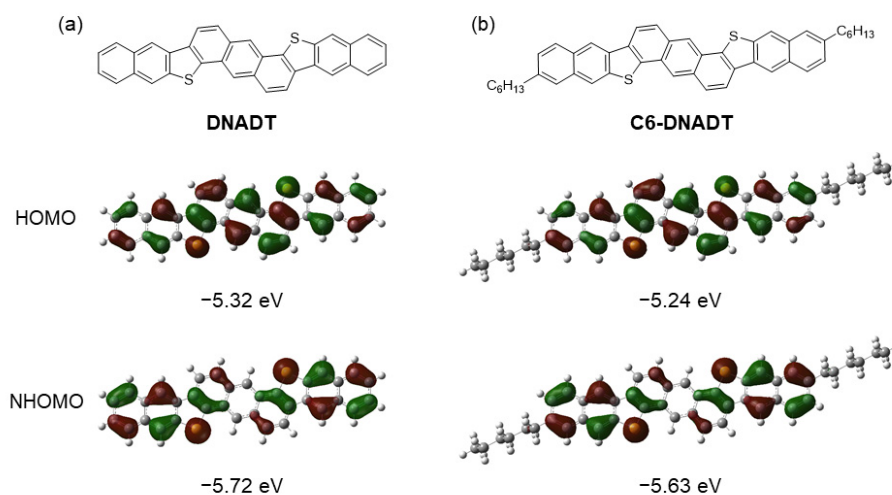 (a)
(b)
S
S
S
C₆H₁₃
C₆H₁₃
S
DNADT
C6-DNADT
HOMO
−5.32 eV
−5.24 eV
NHOMO
−5.72 eV
−5.63 eV